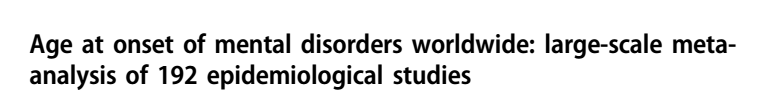 Age at onset of mental disorders worldwide: large-scale meta-
analysis of 192 epidemiological studies